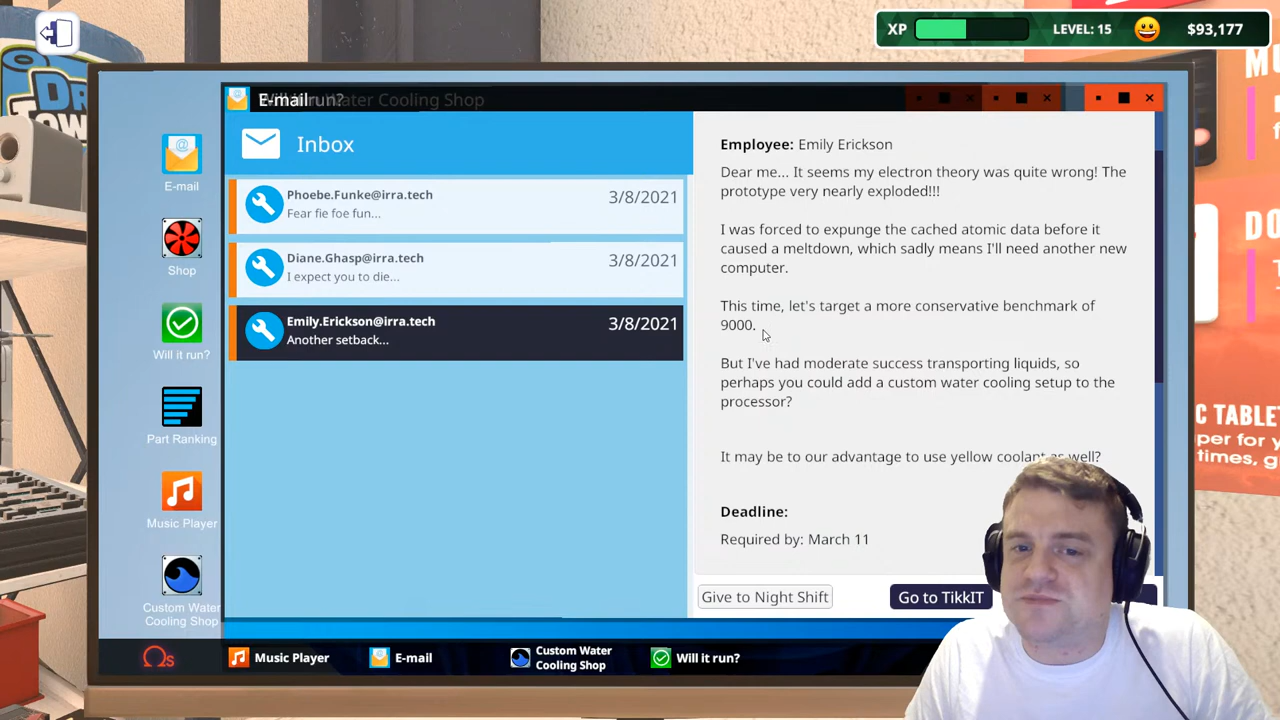 XP
LEVEL: 15
$93,177
E-mail
Inbox
Phoebe.Funke@irra.tech
3/8/2021
Fear fie foe fun...
Diane.Ghasp@irra.tech
3/8/2021
I expect you to die...
Emily.Erickson@irra.tech
3/8/2021
Another setback...
E-mail
Shop
Will it run?
Part Ranking
Music Player
Custom Water
Cooling Shop
Employee: Emily Erickson
Dear me... It seems my electron theory was quite wrong! The
prototype very nearly exploded!!!
I was forced to expunge the cached atomic data before it
caused a meltdown, which sadly means I'll need another new
computer.
This time, let's target a more conservative benchmark of
9000.
But I've had moderate success transporting liquids, so
perhaps you could add a custom water cooling setup to the
processor?
It may be to our advantage to use yellow coolant as well?
Deadline:
Required by: March 11
Give to Night Shift
Go to TikkIT
Ωs
Music Player
E-mail
Custom Water
Cooling Shop
Will it run?